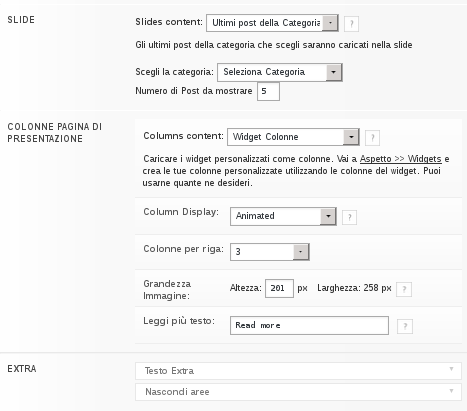 SLIDE
Slides content: Ultimi post della Categoria ?
Gli ultimi post della categoria che scegli saranno caricati nella slide
Scegli la categoria: Seleziona Categoria
Numero di Post da mostrare 5
COLONNE PAGINA DI
PRESENTAZIONE
Columns content: Widget Colonne ?
Caricare i widget personalizzati come colonne. Vai a Aspetto >> Widgets e
crea le tue colonne personalizzate utilizzando le colonne del widget. Puoi
usarne quante ne desideri.
Column Display: Animated ?
Colonne per riga: 3
Grandezza
Immagine:
Altezza: 201 px Larghezza: 258 px ?
Leggi più testo: Read more ?
EXTRA
Testo Extra
Nascondi aree